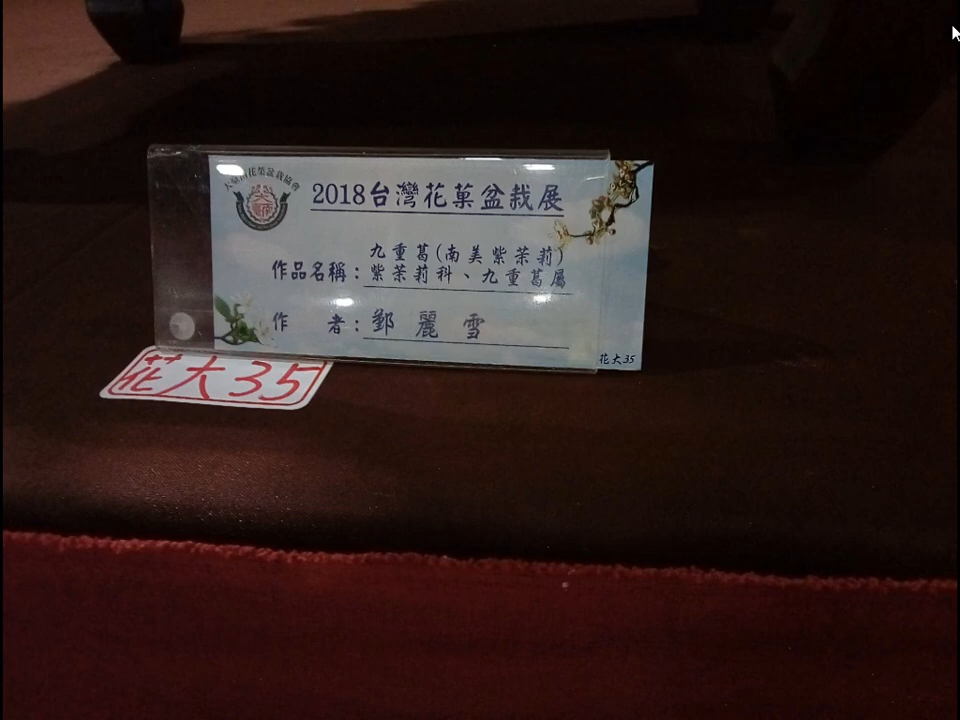 2018台灣花菓盆栽展
九重葛(南美紫茉莉)
作品名稱：紫茉莉科、九重葛屬
作　者：鄭麗雪
花大35
花大35